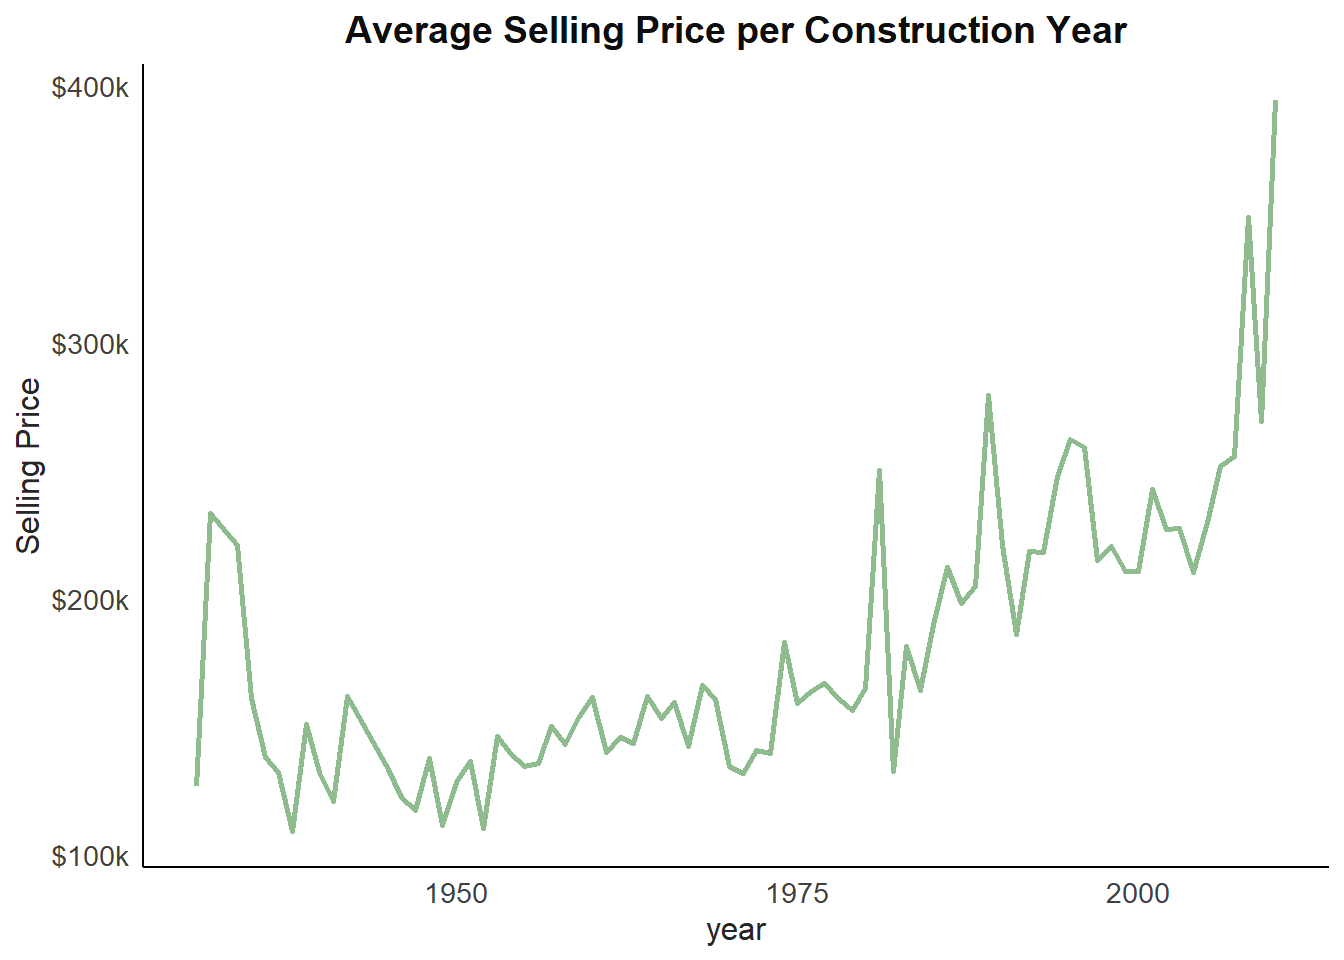 Average Selling Price per Construction Year
$400k
$300k
$200k
$100k
Selling Price
1950 1975 2000
year